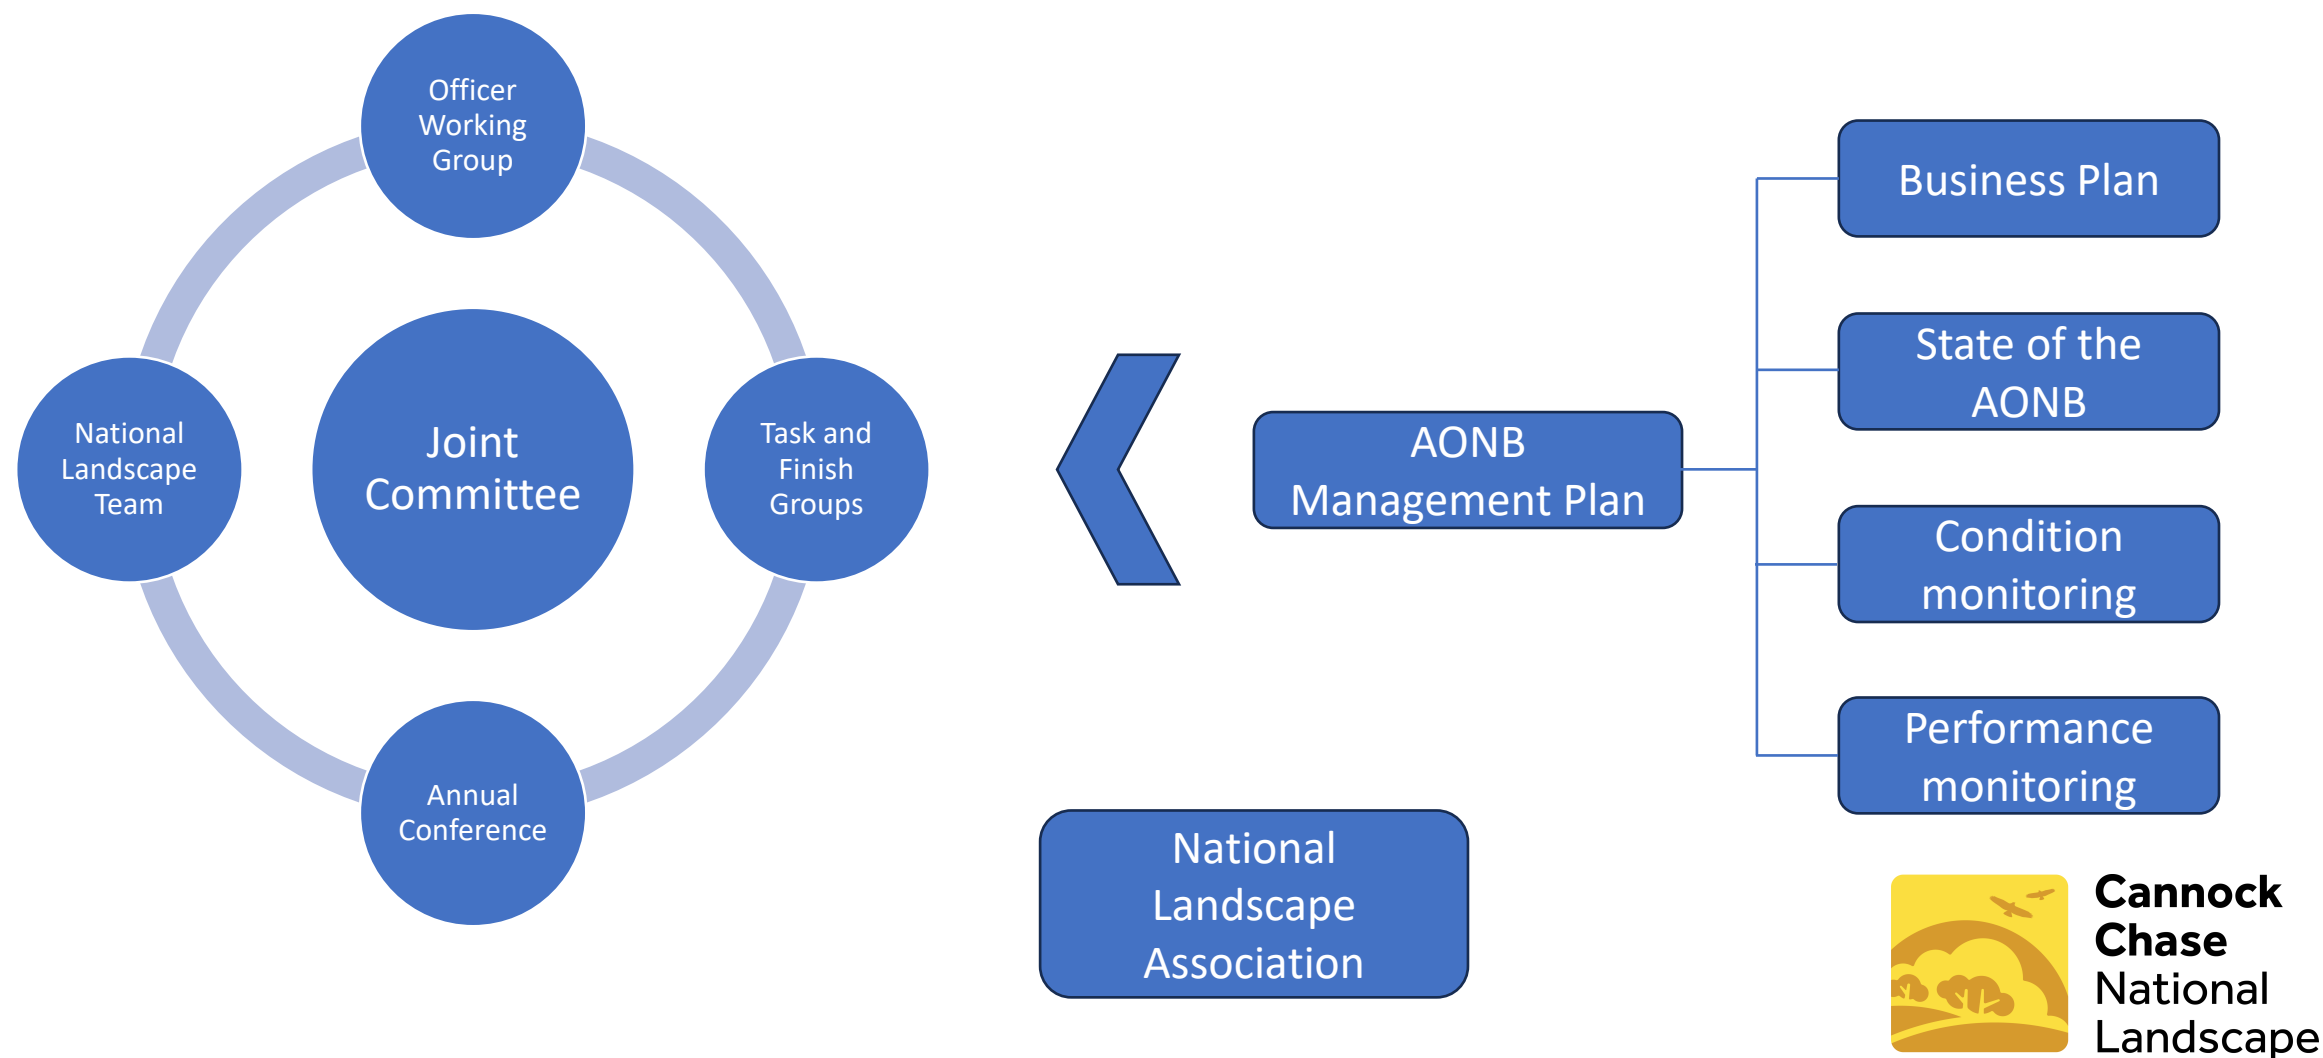 Officer
Working
Group
National
Landscape
Team
Joint
Committee
Task and
Finish
Groups
Annual
Conference
AONB
Management Plan
Business Plan
State of the
AONB
Condition
monitoring
Performance
monitoring
National
Landscape
Association
Cannock
Chase
National
Landscape